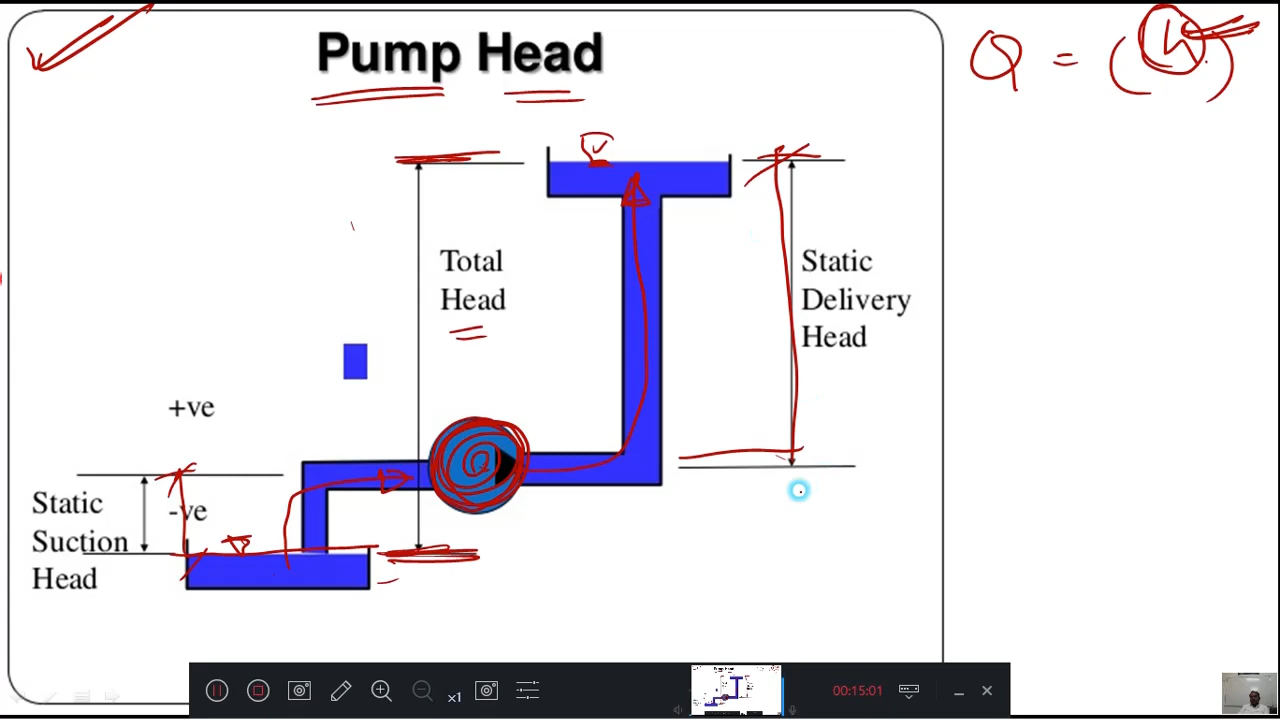 Pump Head
Q = (h)
Total
Head
Static
Delivery
Head
+ve
-ve
Static
Suction
Head
x1
00:15:01